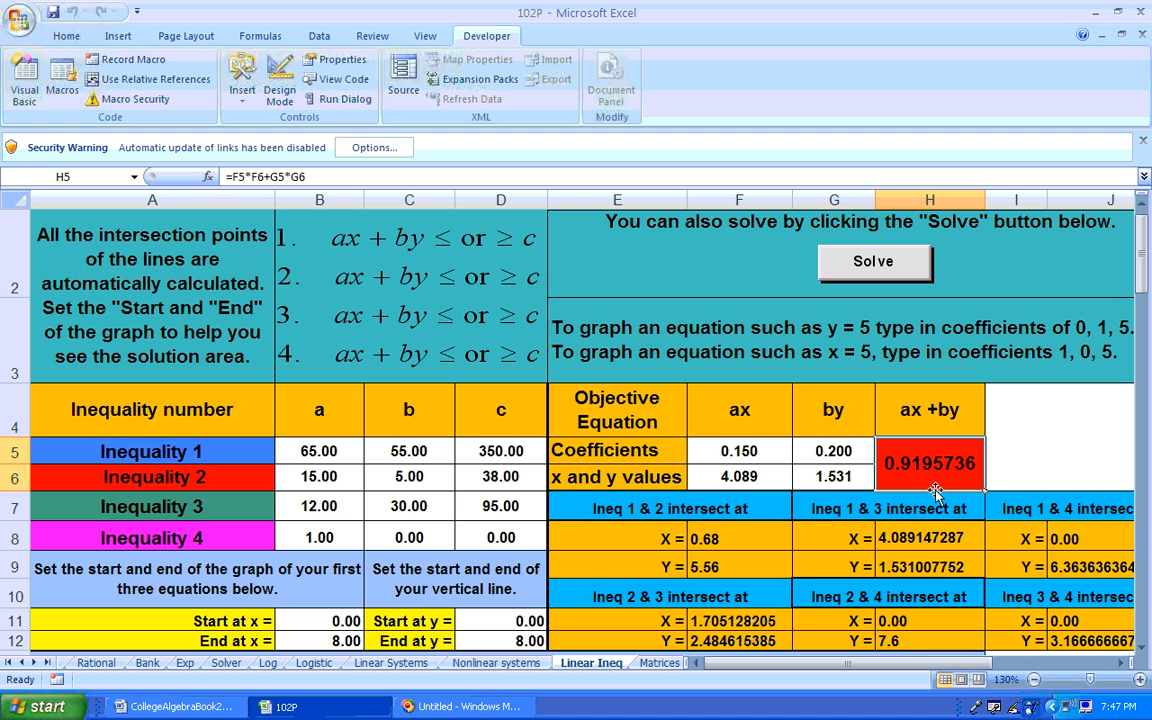 102P - Microsoft Excel
Home Insert Page Layout Formulas Data Review View Developer
Visual Basic
Macros
Record Macro
Use Relative References
Macro Security
Code
Insert
Design Mode
Properties
View Code
Run Dialog
Controls
Source
Map Properties
Expansion Packs
Refresh Data
Import
Export
XML
Document Panel
Modify
Security Warning Automatic update of links has been disabled Options...
H5 fx =F5*F6+G5*G6
A B C D E F G H I J
2
All the intersection points
of the lines are
automatically calculated.
Set the "Start and "End"
of the graph to help you
see the solution area.
1. ax + by ≤ or ≥ c
2. ax + by ≤ or ≥ c
3. ax + by ≤ or ≥ c
4. ax + by ≤ or ≥ c
You can also solve by clicking the "Solve" button below.
Solve
3
To graph an equation such as y = 5 type in coefficients of 0, 1, 5.
To graph an equation such as x = 5, type in coefficients 1, 0, 5.
4 Inequality number a b c Objective Equation ax by ax +by
5 Inequality 1 65.00 55.00 350.00 Coefficients 0.150 0.200 0.9195736
6 Inequality 2 15.00 5.00 38.00 x and y values 4.089 1.531
7 Inequality 3 12.00 30.00 95.00 Ineq 1 & 2 intersect at Ineq 1 & 3 intersect at Ineq 1 & 4 intersec
8 Inequality 4 1.00 0.00 0.00 X = 0.68 X = 4.089147287 X = 0.00
9 Y = 5.56 Y = 1.531007752 Y = 6.363636364
Set the start and end of the graph of your first
three equations below.
Set the start and end of
your vertical line.
10 Ineq 2 & 3 intersect at Ineq 2 & 4 intersect at Ineq 3 & 4 intersec
11 Start at x = 0.00 Start at y = 0.00 X = 1.705128205 X = 0.00 X = 0.00
12 End at x = 8.00 End at y = 8.00 Y = 2.484615385 Y = 7.6 Y = 3.166666667
Rational Bank Exp Solver Log Logistic Linear Systems Nonlinear systems Linear Ineq Matrices
Ready 130%
start CollegeAlgebraBook2... 102P Untitled - Windows M... 7:47 PM